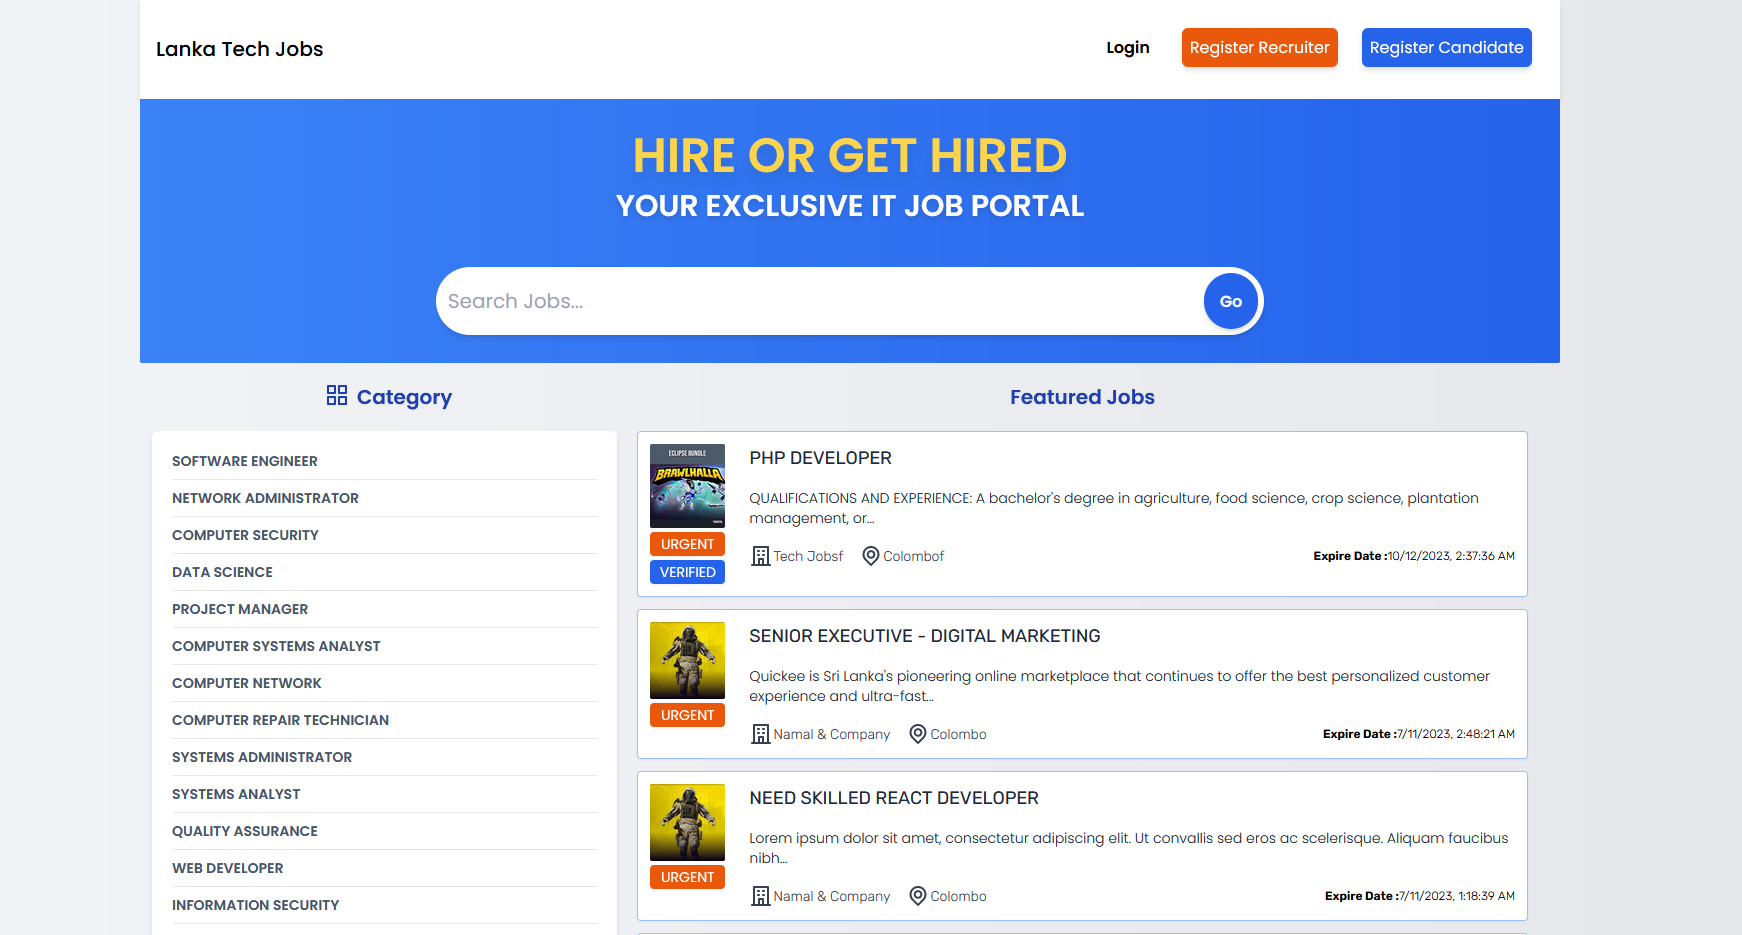 Lanka Tech Jobs
Login
Register Recruiter
Register Candidate
HIRE OR GET HIRED
YOUR EXCLUSIVE IT JOB PORTAL
Search Jobs...
Go
Category
SOFTWARE ENGINEER
NETWORK ADMINISTRATOR
COMPUTER SECURITY
DATA SCIENCE
PROJECT MANAGER
COMPUTER SYSTEMS ANALYST
COMPUTER NETWORK
COMPUTER REPAIR TECHNICIAN
SYSTEMS ADMINISTRATOR
SYSTEMS ANALYST
QUALITY ASSURANCE
WEB DEVELOPER
INFORMATION SECURITY
Featured Jobs
ECLIPSE BUNDLE
BRAWLHALLA
URGENT
VERIFIED
PHP DEVELOPER
QUALIFICATIONS AND EXPERIENCE: A bachelor's degree in agriculture, food science, crop science, plantation
management, or...
Tech Jobsf
Colombof
Expire Date :10/12/2023, 2:37:36 AM
URGENT
SENIOR EXECUTIVE - DIGITAL MARKETING
Quickee is Sri Lanka's pioneering online marketplace that continues to offer the best personalized customer
experience and ultra-fast...
Namal & Company
Colombo
Expire Date :7/11/2023, 2:48:21 AM
URGENT
NEED SKILLED REACT DEVELOPER
Lorem ipsum dolor sit amet, consectetur adipiscing elit. Ut convallis sed eros ac scelerisque. Aliquam faucibus
nibh...
Namal & Company
Colombo
Expire Date :7/11/2023, 1:18:39 AM